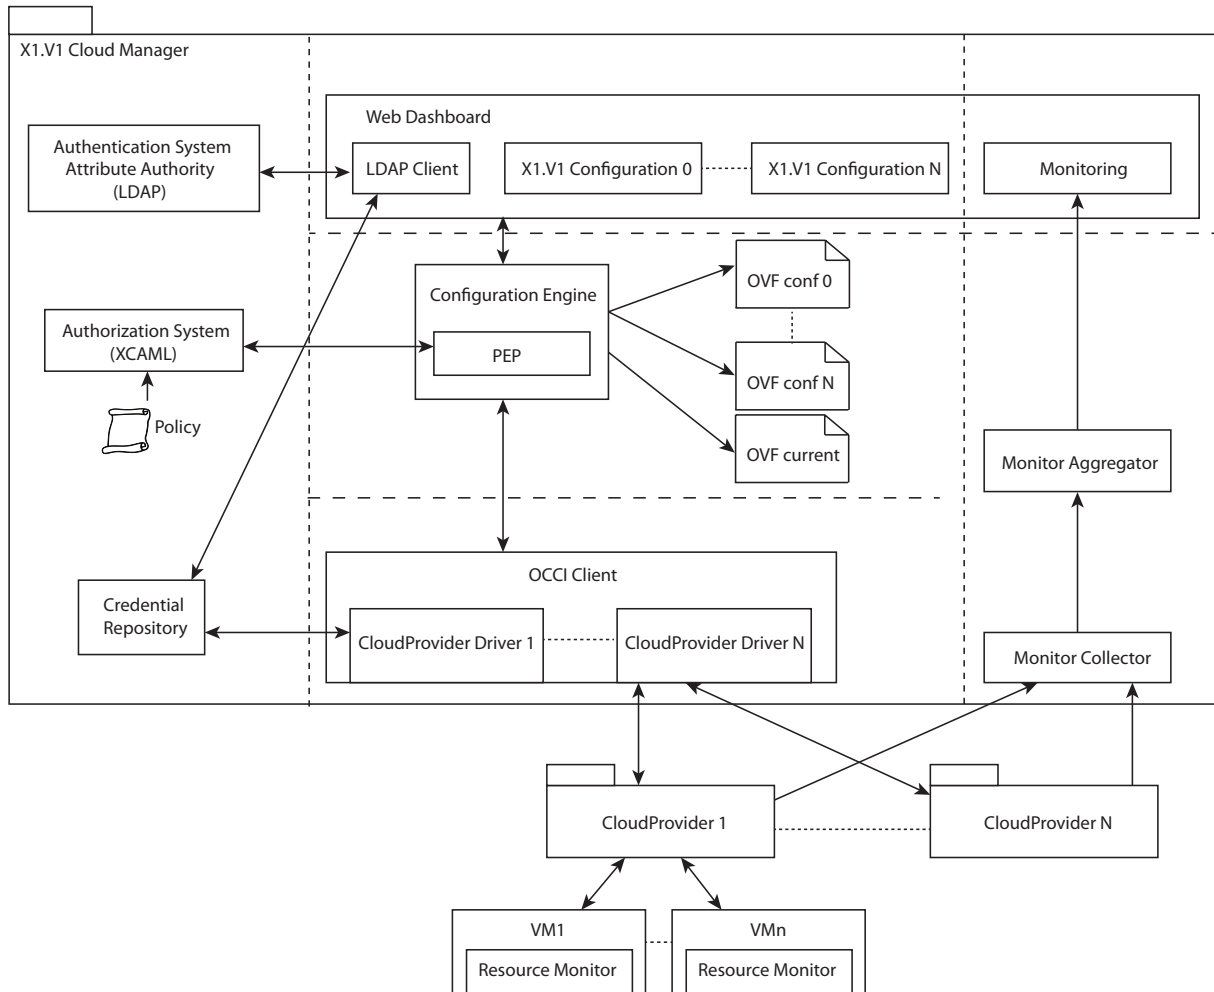 X1.V1 Cloud Manager
Web Dashboard
Authentication System
Attribute Authority
(LDAP)
LDAP Client
X1.V1 Configuration 0
X1.V1 Configuration N
Monitoring
Configuration Engine
PEP
OVF conf 0
Authorization System
(XCAML)
Policy
OVF conf N
OVF current
Monitor Aggregator
OCCI Client
Credential
Repository
CloudProvider Driver 1
CloudProvider Driver N
Monitor Collector
CloudProvider 1
CloudProvider N
VM1
VMn
Resource Monitor
Resource Monitor